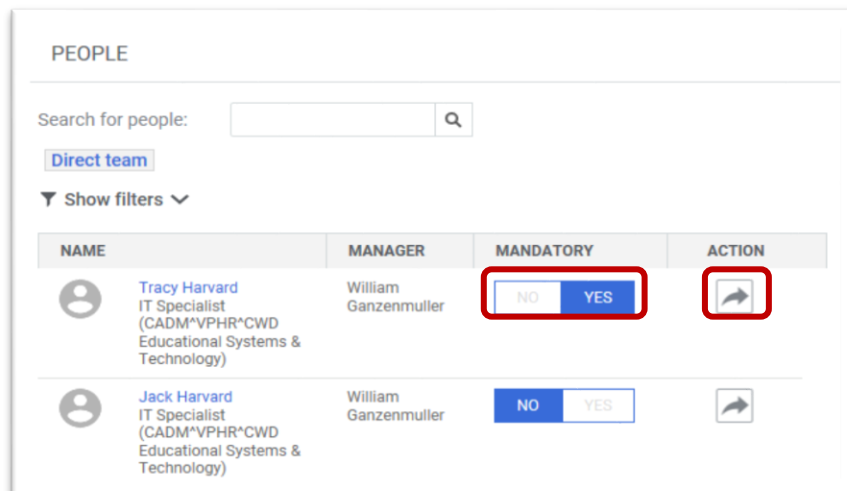 PEOPLE
Search for people:
Direct team
Show filters
NAME MANAGER MANDATORY ACTION
Tracy Harvard
IT Specialist
(CADM^VPHR^CWD
Educational Systems &
Technology)
William
Ganzenmuller
NO YES
Jack Harvard
IT Specialist
(CADM^VPHR^CWD
Educational Systems &
Technology)
William
Ganzenmuller
NO YES